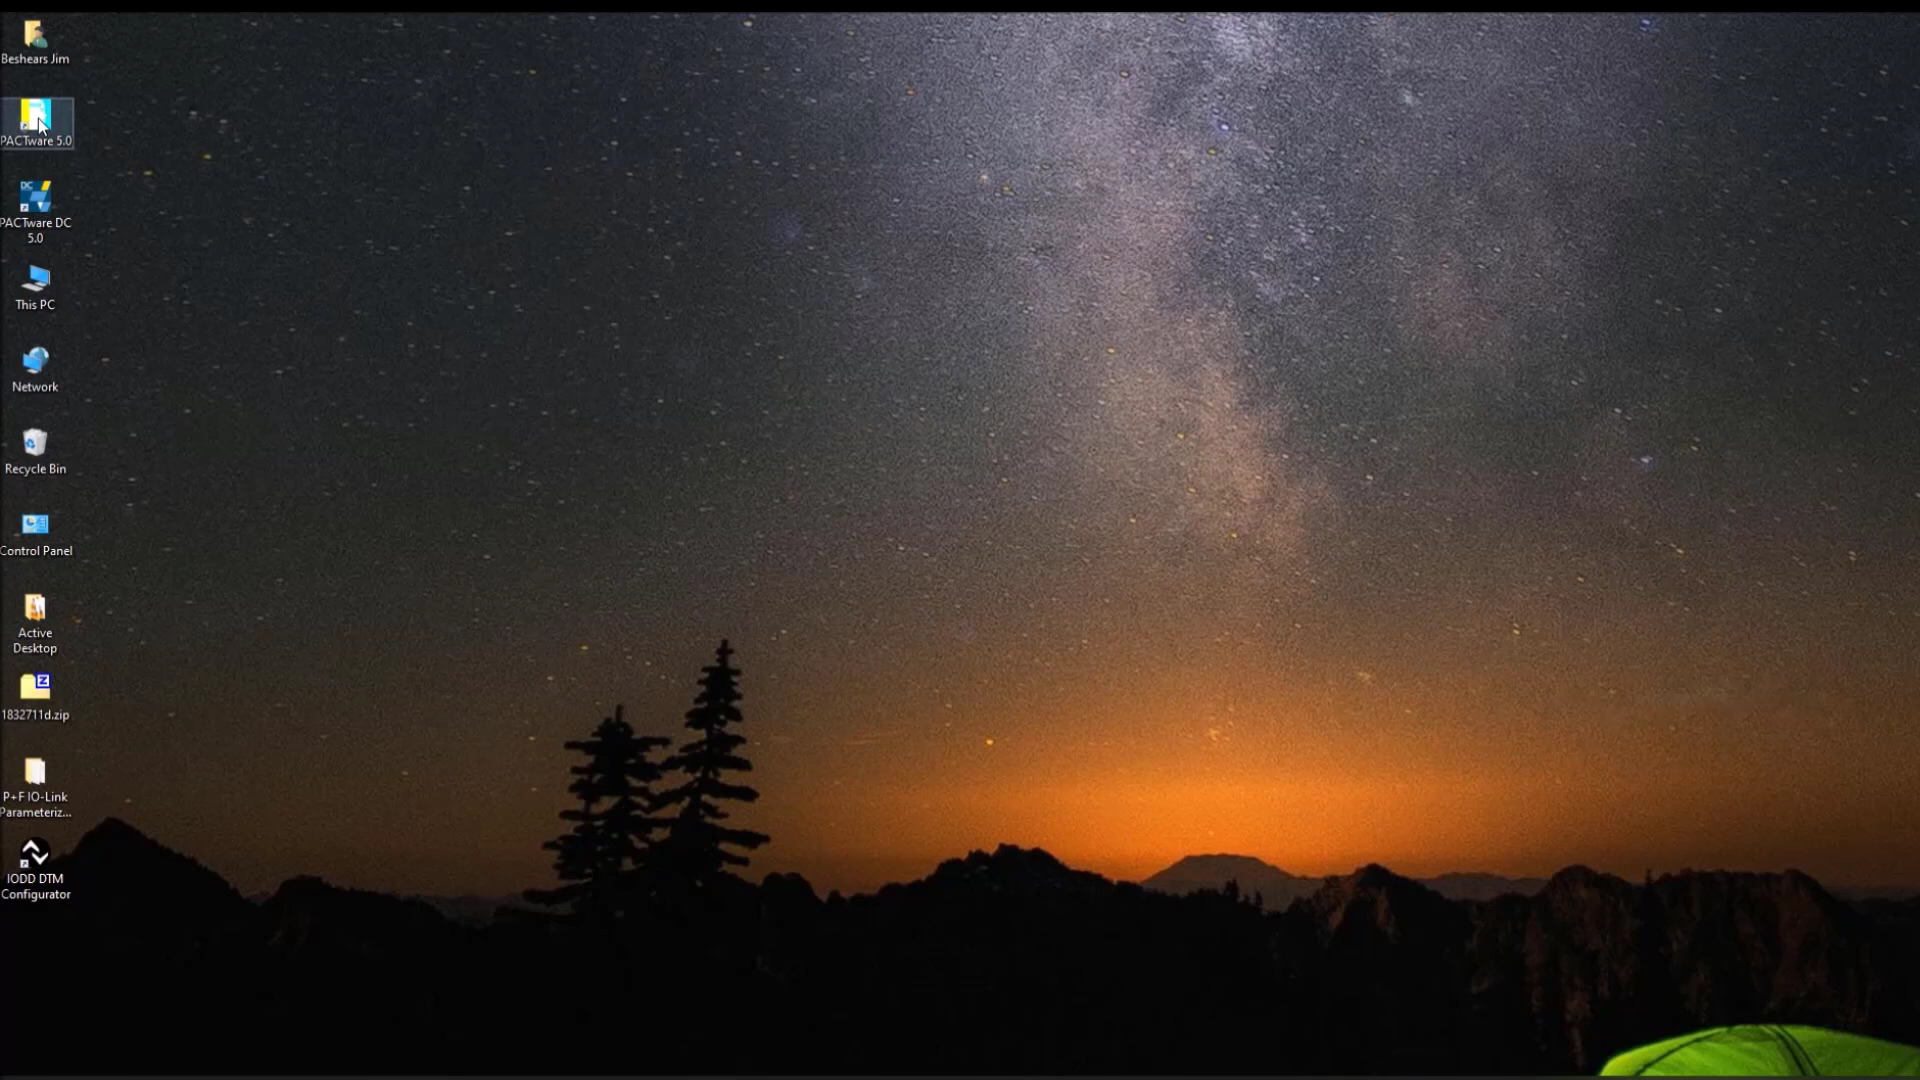 Beshears Jim
PACTware 5.0
DC
PACTware DC
5.0
This PC
Network
Recycle Bin
Control Panel
Active
Desktop
Z
1832711d.zip
P+F IO-Link
Parameteriz...
IODD DTM
Configurator